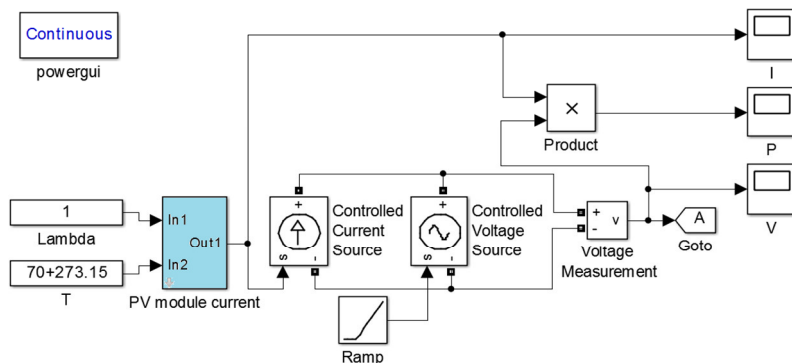 Continuous
powergui
I
×
Product
P
1
Lambda
In1
In2
Out1
PV module current
70+273.15
T
+
-
s
Controlled
Current
Source
+
-
s
Controlled
Voltage
Source
+
-
v
Voltage
Measurement
A
Goto
V
Ramp